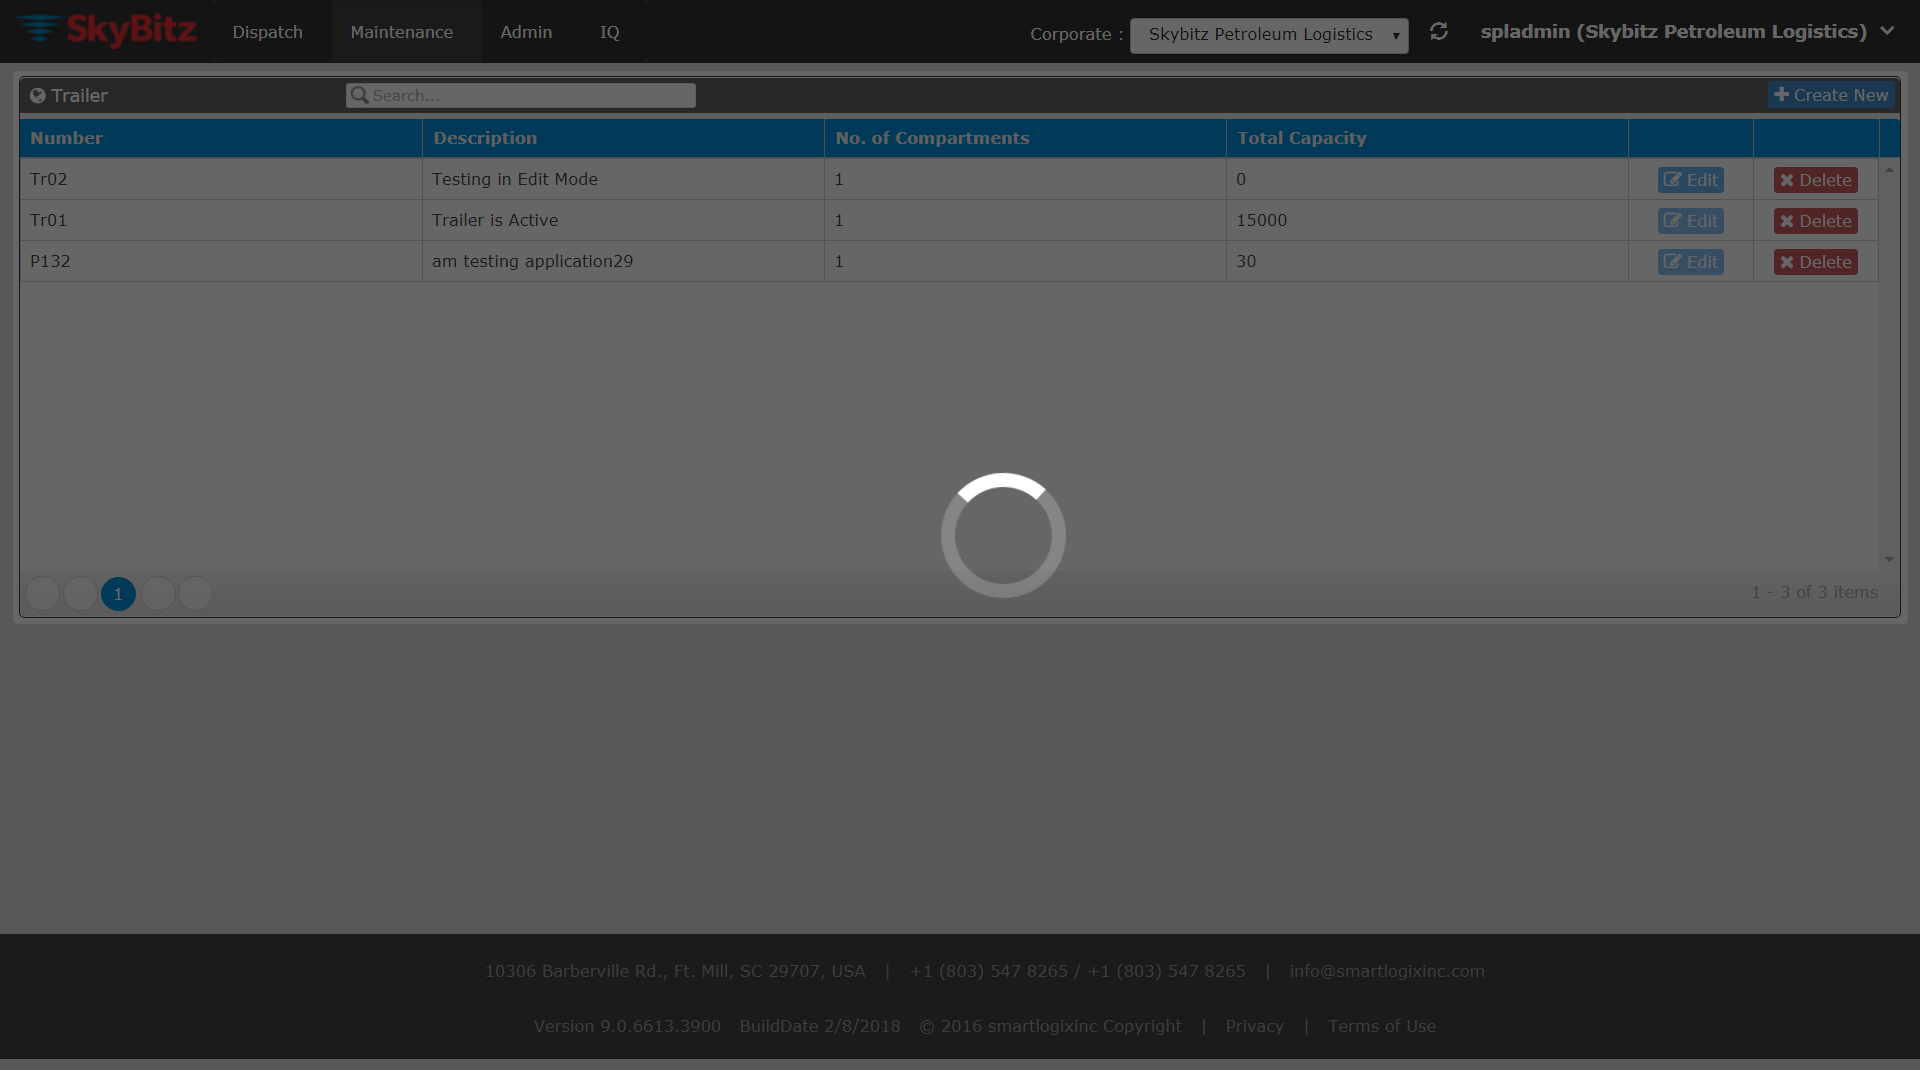 SkyBitz Dispatch Maintenance Admin IQ Corporate : Skybitz Petroleum Logistics spladmin (Skybitz Petroleum Logistics)
Trailer Search... Create New
Number Description No. of Compartments Total Capacity
Tr02 Testing in Edit Mode 1 0 Edit Delete
Tr01 Trailer is Active 1 15000 Edit Delete
P132 am testing application29 1 30 Edit Delete
1 1 - 3 of 3 items
10306 Barberville Rd., Ft. Mill, SC 29707, USA | +1 (803) 547 8265 / +1 (803) 547 8265 | info@smartlogixinc.com
Version 9.0.6613.3900 BuildDate 2/8/2018 © 2016 smartlogixinc Copyright | Privacy | Terms of Use